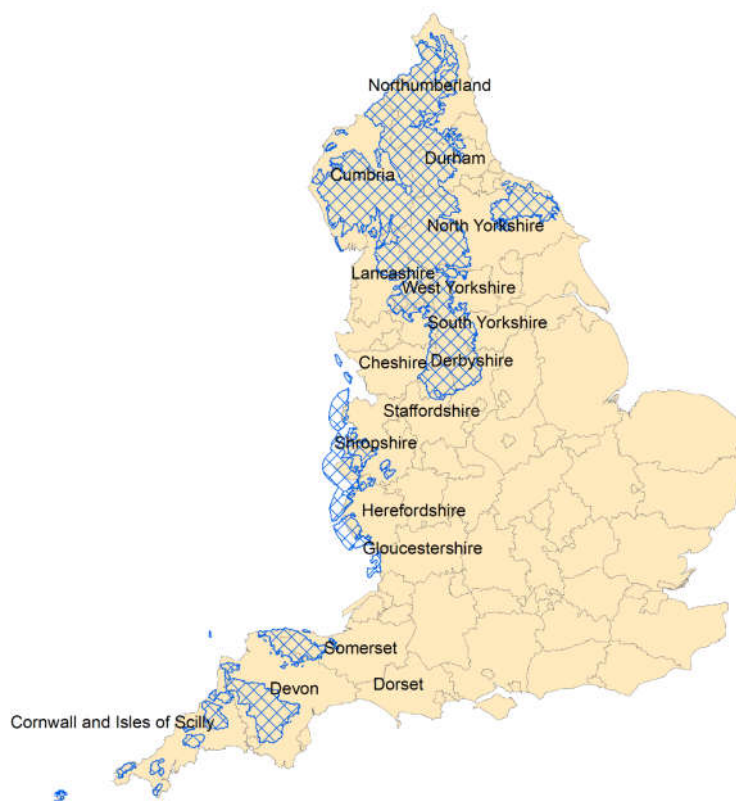 Northumberland
Durham
Cumbria
North Yorkshire
Lancashire
West Yorkshire
South Yorkshire
Cheshire
Derbyshire
Staffordshire
Shropshire
Herefordshire
Gloucestershire
Somerset
Dorset
Devon
Cornwall and Isles of Scilly